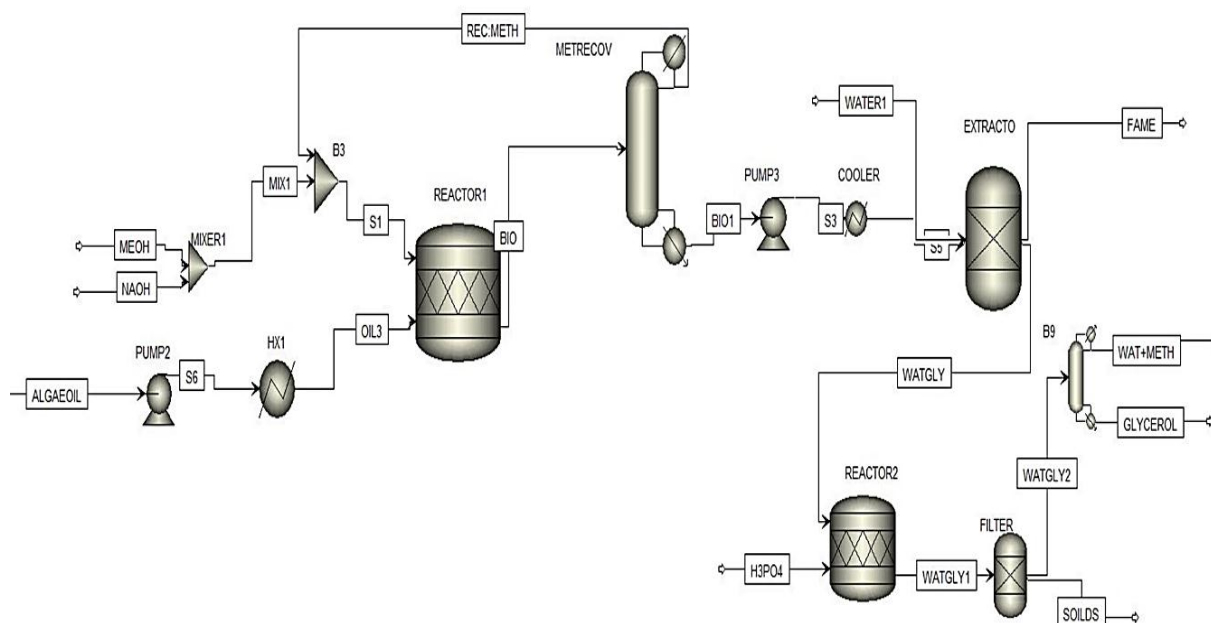 REC:METH
METRECOV
WATER1
EXTRACTO
FAME
B3
MIX1
REACTOR1
PUMP3
COOLER
S1
BIO
BIO1
S3
S5
MEOH
MIXER1
NAOH
OIL3
HX1
PUMP2
S6
ALGAEOIL
B9
WAT+METH
WATGLY
GLYCEROL
REACTOR2
WATGLY2
FILTER
H3PO4
WATGLY1
SOILDS